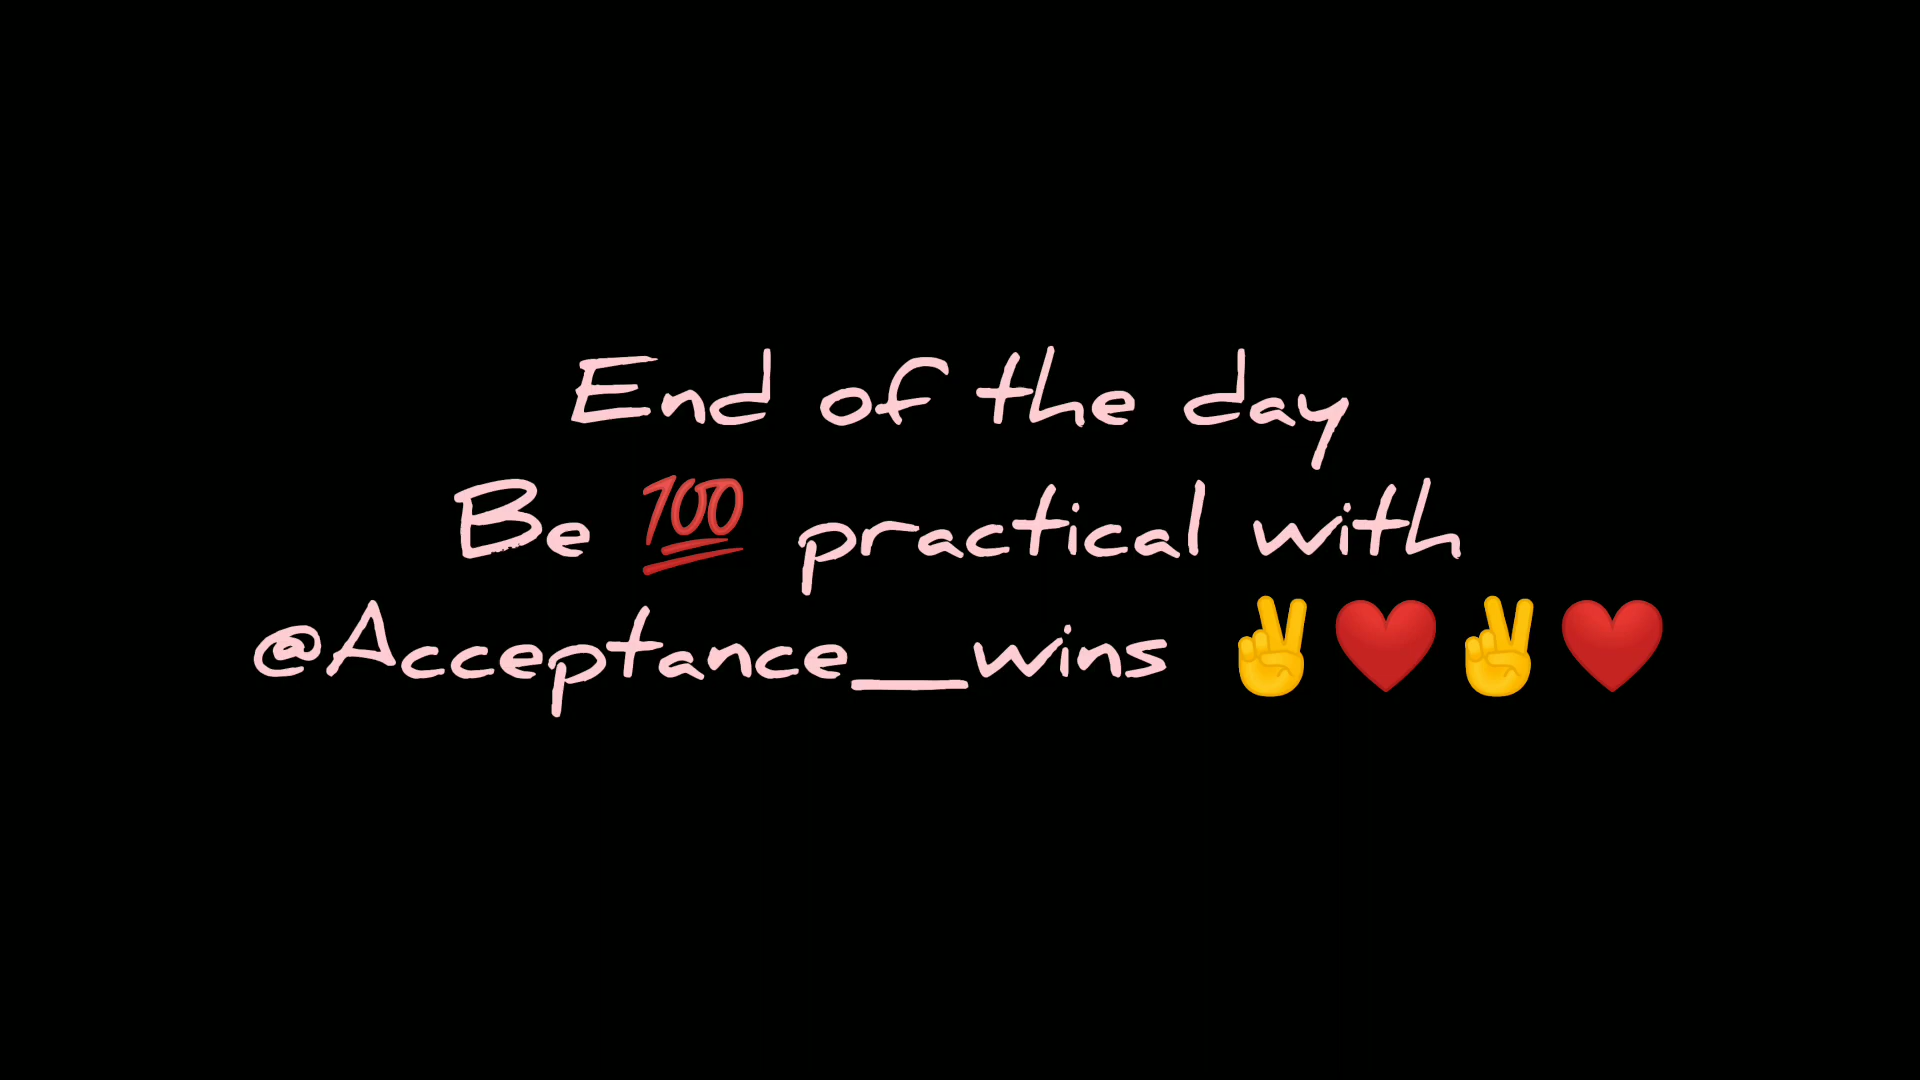 End of the day
Be 💯 practical with
@Acceptance__wins ✌❤✌❤